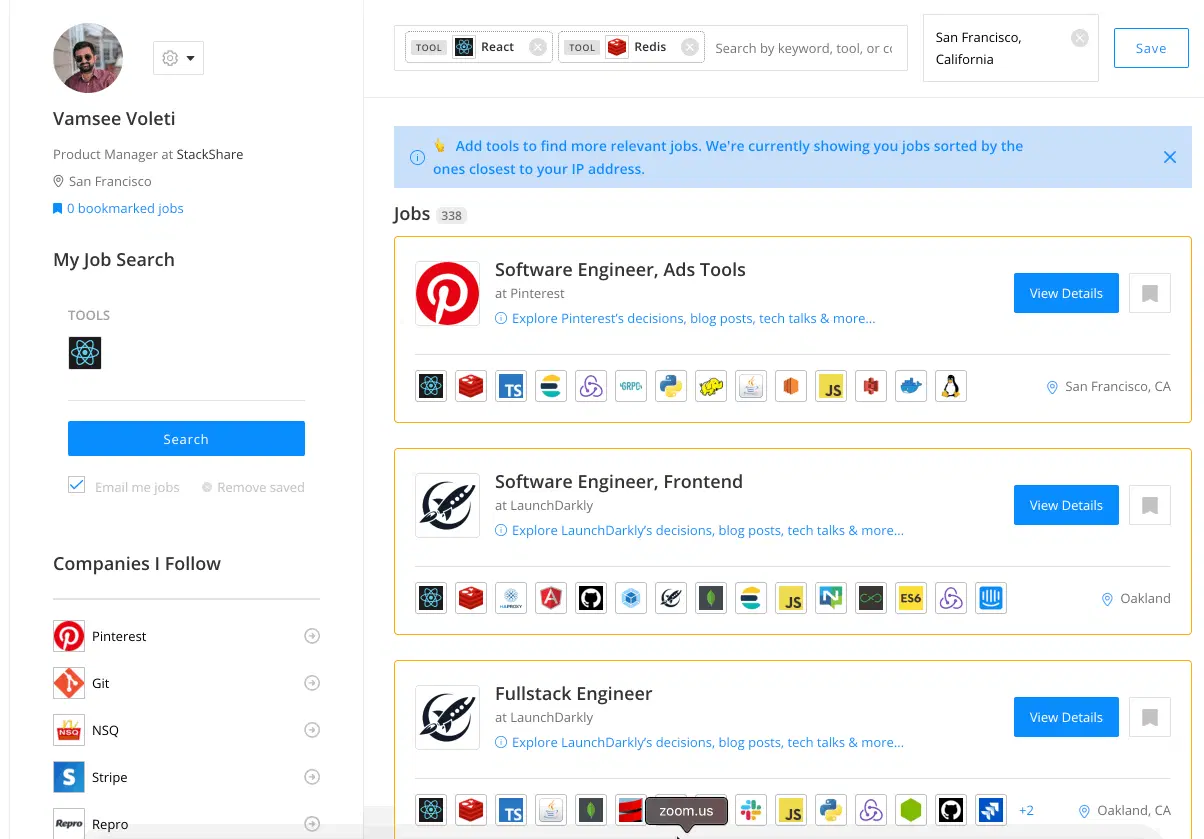 Vamsee Voleti
Product Manager at StackShare
San Francisco
0 bookmarked jobs
My Job Search
TOOLS
Search
Email me jobs
Remove saved
Companies I Follow
Pinterest
Git
NSQ
NSQ
Stripe
S
Repro
Repro
TOOL React
TOOL Redis
Search by keyword, tool, or co
San Francisco,
California
Save
Add tools to find more relevant jobs. We're currently showing you jobs sorted by the
ones closest to your IP address.
Jobs 338
Software Engineer, Ads Tools
at Pinterest
Explore Pinterest's decisions, blog posts, tech talks & more...
View Details
TS
GRPC
JS
San Francisco, CA
Software Engineer, Frontend
at LaunchDarkly
Explore LaunchDarkly's decisions, blog posts, tech talks & more...
View Details
HAPROXY
JS
N
ES6
Oakland
Fullstack Engineer
at LaunchDarkly
Explore LaunchDarkly's decisions, blog posts, tech talks & more...
View Details
TS
zoom.us
JS
+2
Oakland, CA